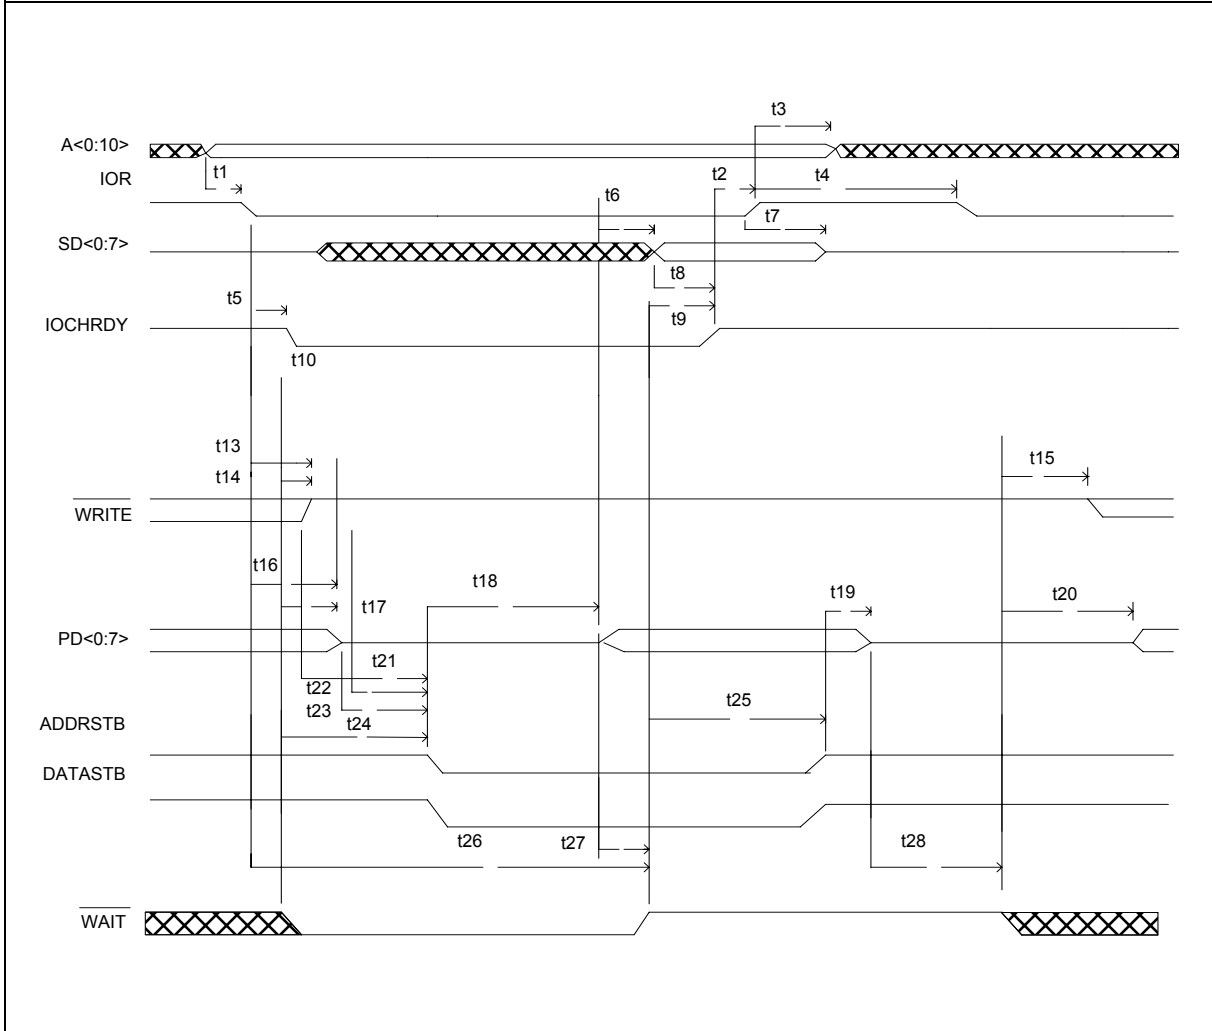 t3
A<0:10>
t1
t2
t4
IOR
t6
t7
SD<0:7>
t8
t5
t9
IOCHRDY
t10
t13
t15
t14
WRITE
t16
t18
t17
t19
t20
PD<0:7>
t21
t22
t23
t25
t24
ADDRSTB
DATASTB
t26
t27
t28
WAIT